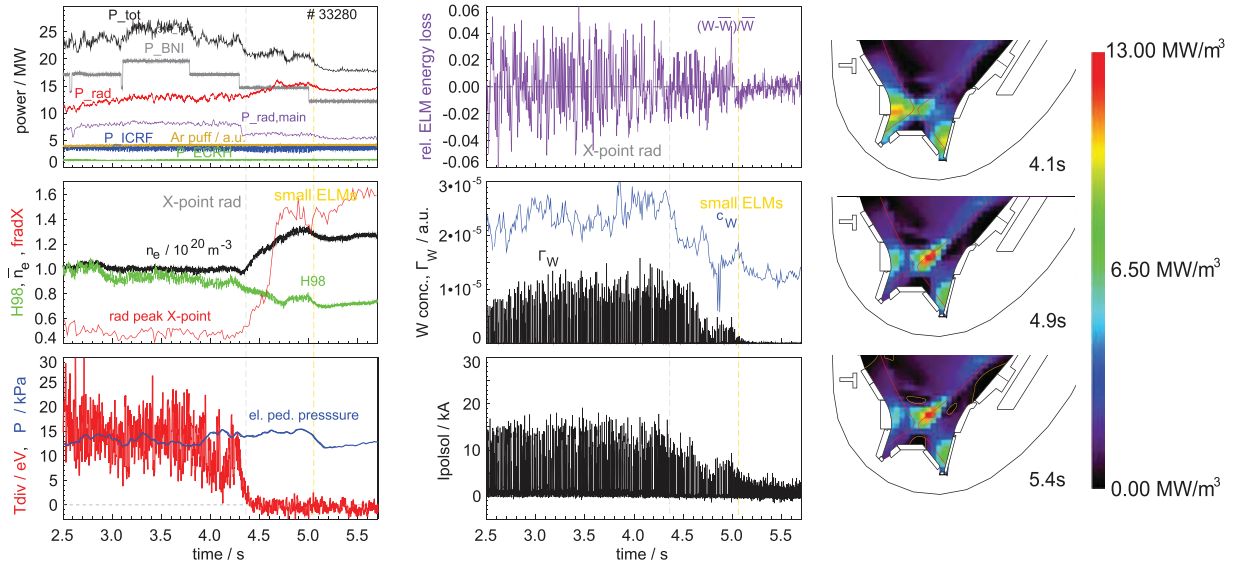 P_tot
# 33280
P_BNI
P_rad
P_rad,main
P_ICRF
Ar puff / a.u.
P_ECRH
power / MW
25
20
15
10
5
0
X-point rad
small ELMs
n_e / 10^20 m^-3
H98
rad peak X-point
H98, n̅_e , fradX
1.6
1.4
1.2
1.0
0.8
0.6
0.4
el. ped. presssure
Tdiv / eV, P / kPa
30
25
20
15
10
5
0
2.5 3.0 3.5 4.0 4.5 5.0 5.5
time / s
(W-W̅)/W̅
X-point rad
rel. ELM energy loss
0.06
0.04
0.02
0.00
-0.02
-0.04
-0.06
small ELMs
c_W
Γ_W
W conc., Γ_W / a.u.
3•10^-5
2•10^-5
1•10^-5
0
Ipolsol / kA
30
20
10
0
2.5 3.0 3.5 4.0 4.5 5.0 5.5
time / s
4.1s
4.9s
5.4s
13.00 MW/m³
6.50 MW/m³
0.00 MW/m³